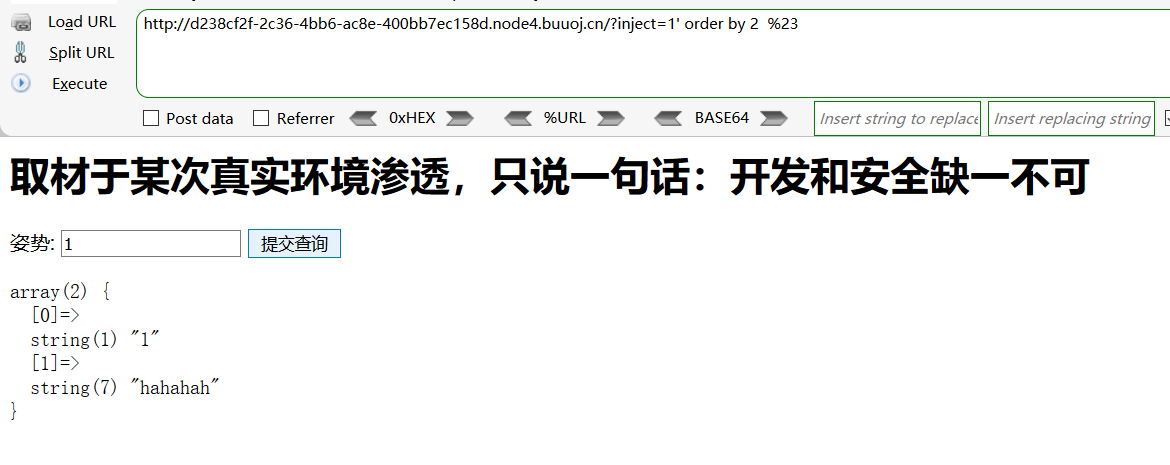 Load URL
http://d238cf2f-2c36-4bb6-ac8e-400bb7ec158d.node4.buuoj.cn/?inject=1' order by 2  %23
Split URL
Execute
Post data Referrer 0xHEX %URL BASE64 Insert string to replace Insert replacing string
取材于某次真实环境渗透，只说一句话：开发和安全缺一不可
姿势: 1 提交查询
array(2) {
  [0]=>
  string(1) "1"
  [1]=>
  string(7) "hahahah"
}